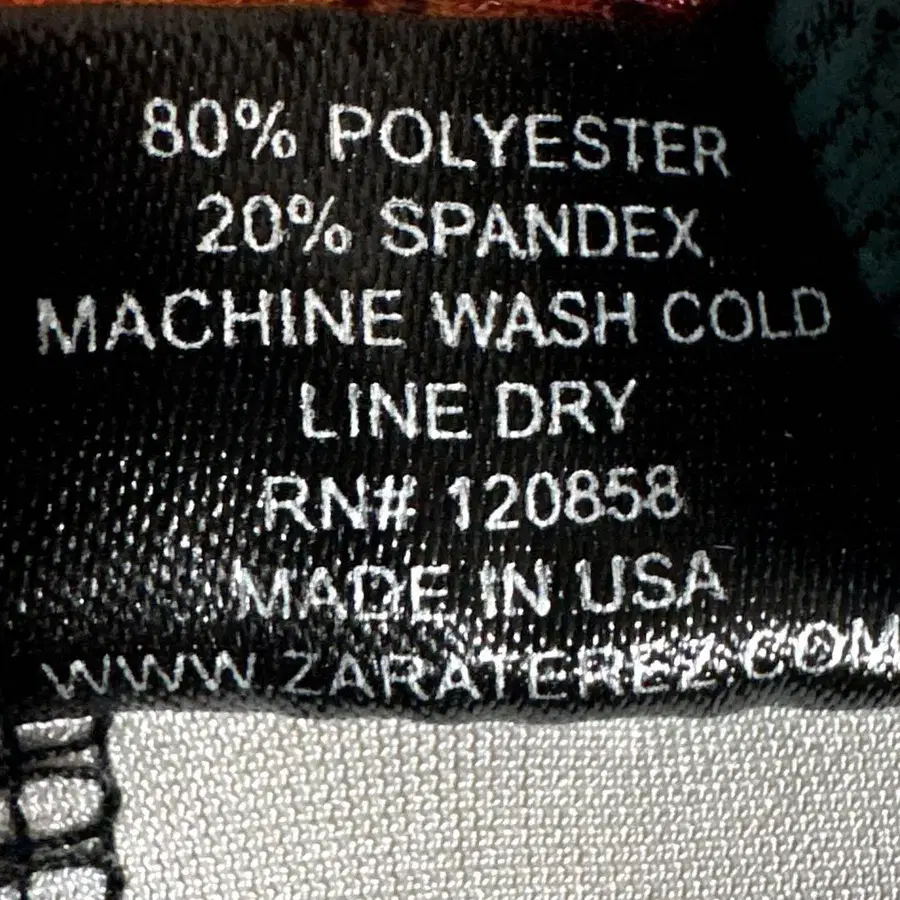 80% POLYESTER
20% SPANDEX
MACHINE WASH COLD
LINE DRY
RN# 120858
MADE IN USA
WWW.ZARATEREZ.COM